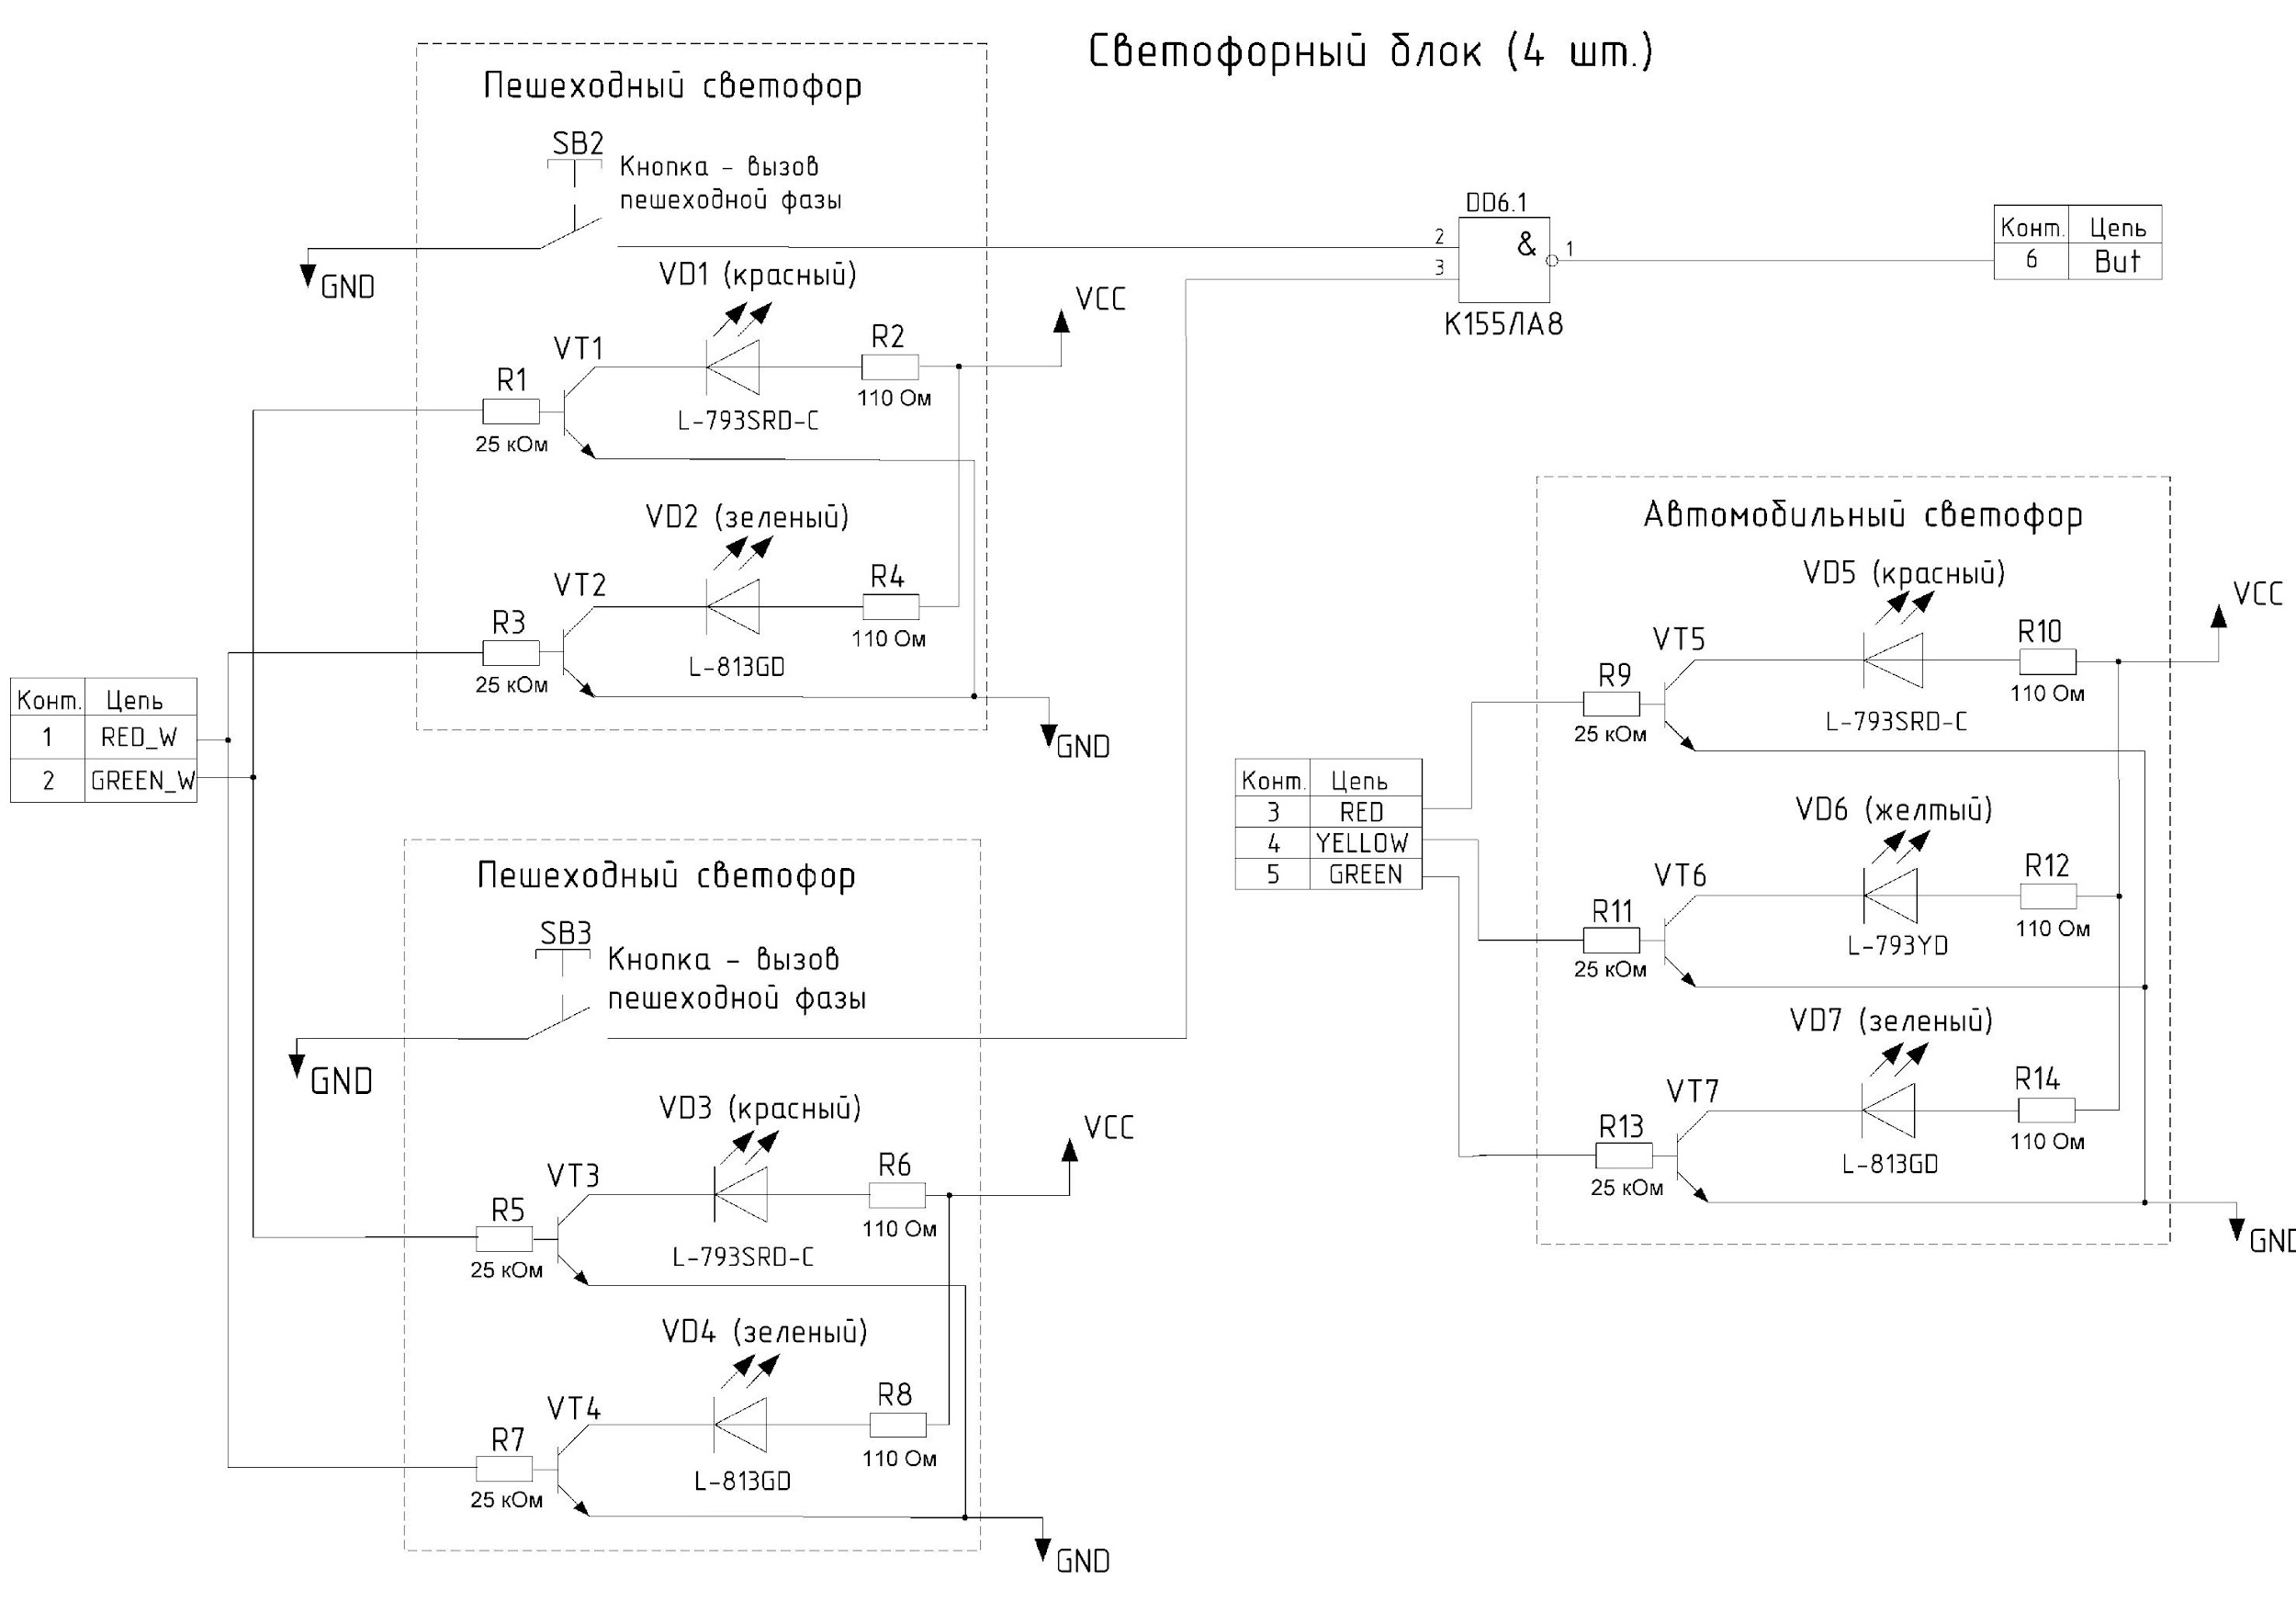 Светофорный блок (4 шт.)
Пешеходный светофор
SB2
Кнопка - вызов
пешеходной фазы
GND
VD1 (красный)
VT1
R1
25 кОм
L-793SRD-C
R2
110 Ом
VCC
VD2 (зеленый)
VT2
R3
25 кОм
L-813GD
R4
110 Ом
GND
Конт. Цепь
1 RED_W
2 GREEN_W
Пешеходный светофор
SB3
Кнопка - вызов
пешеходной фазы
GND
VD3 (красный)
VT3
R5
25 кОм
L-793SRD-C
R6
110 Ом
VCC
VD4 (зеленый)
VT4
R7
25 кОм
L-813GD
R8
110 Ом
GND
DD6.1
2
3
&
1
К155ЛА8
Конт. Цепь
6 But
Конт. Цепь
3 RED
4 YELLOW
5 GREEN
Автомобильный светофор
VD5 (красный)
VT5
R9
25 кОм
L-793SRD-C
R10
110 Ом
VCC
VD6 (желтый)
VT6
R11
25 кОм
L-793YD
R12
110 Ом
VD7 (зеленый)
VT7
R13
25 кОм
L-813GD
R14
110 Ом
GND